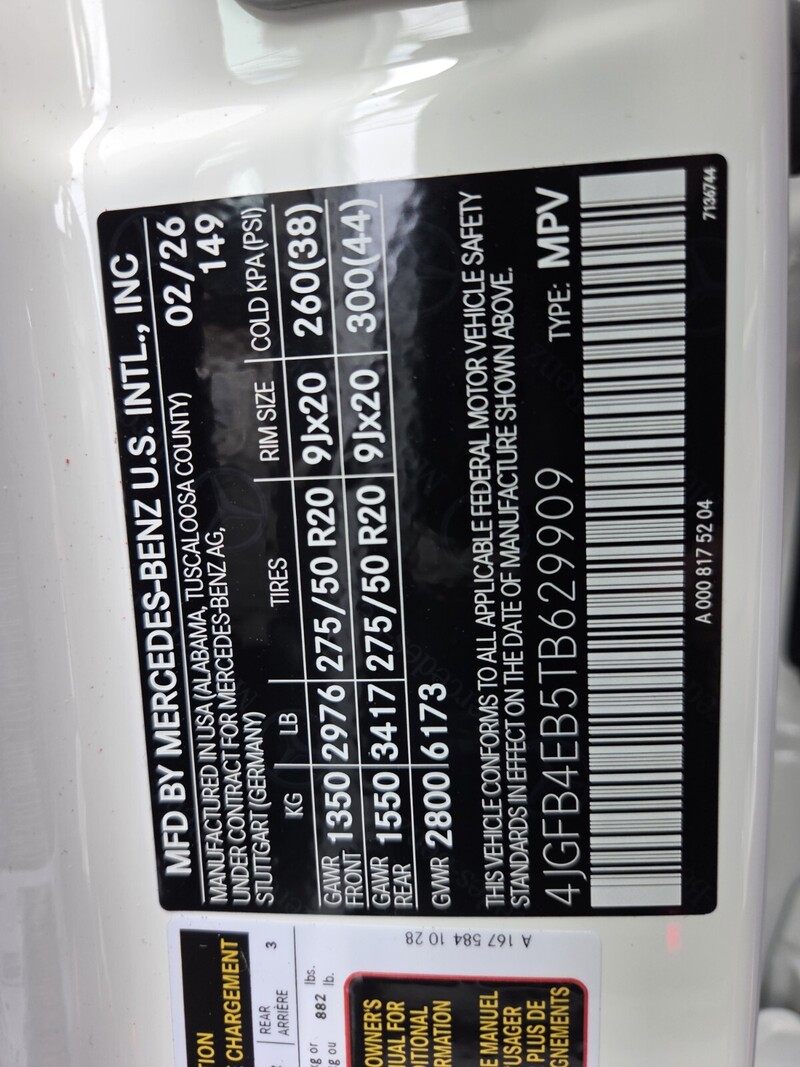 MFD BY MERCEDES-BENZ U.S. INTL., INC
MANUFACTURED IN USA (ALABAMA, TUSCALOOSA COUNTY) 02/26
UNDER CONTRACT FOR MERCEDES-BENZ AG, 149
STUTTGART (GERMANY)
KG LB TIRES RIM SIZE COLD KPA (PSI)
GAWR FRONT 1350 2976 275/50 R20 9Jx20 260(38)
GAWR REAR 1550 3417 275/50 R20 9Jx20 300(44)
GVWR 2800 6173
THIS VEHICLE CONFORMS TO ALL APPLICABLE FEDERAL MOTOR VEHICLE SAFETY
STANDARDS IN EFFECT ON THE DATE OF MANUFACTURE SHOWN ABOVE.
4JGFB4EB5TB629909 TYPE: MPV
A 000 817 52 04 7136744
CHARGEMENT
REAR
ARRIÈRE
3
kg or lbs.
kg ou 882 lb.
A 167 584 10 28
OWNER'S
FOR
MANUEL
PLUS DE